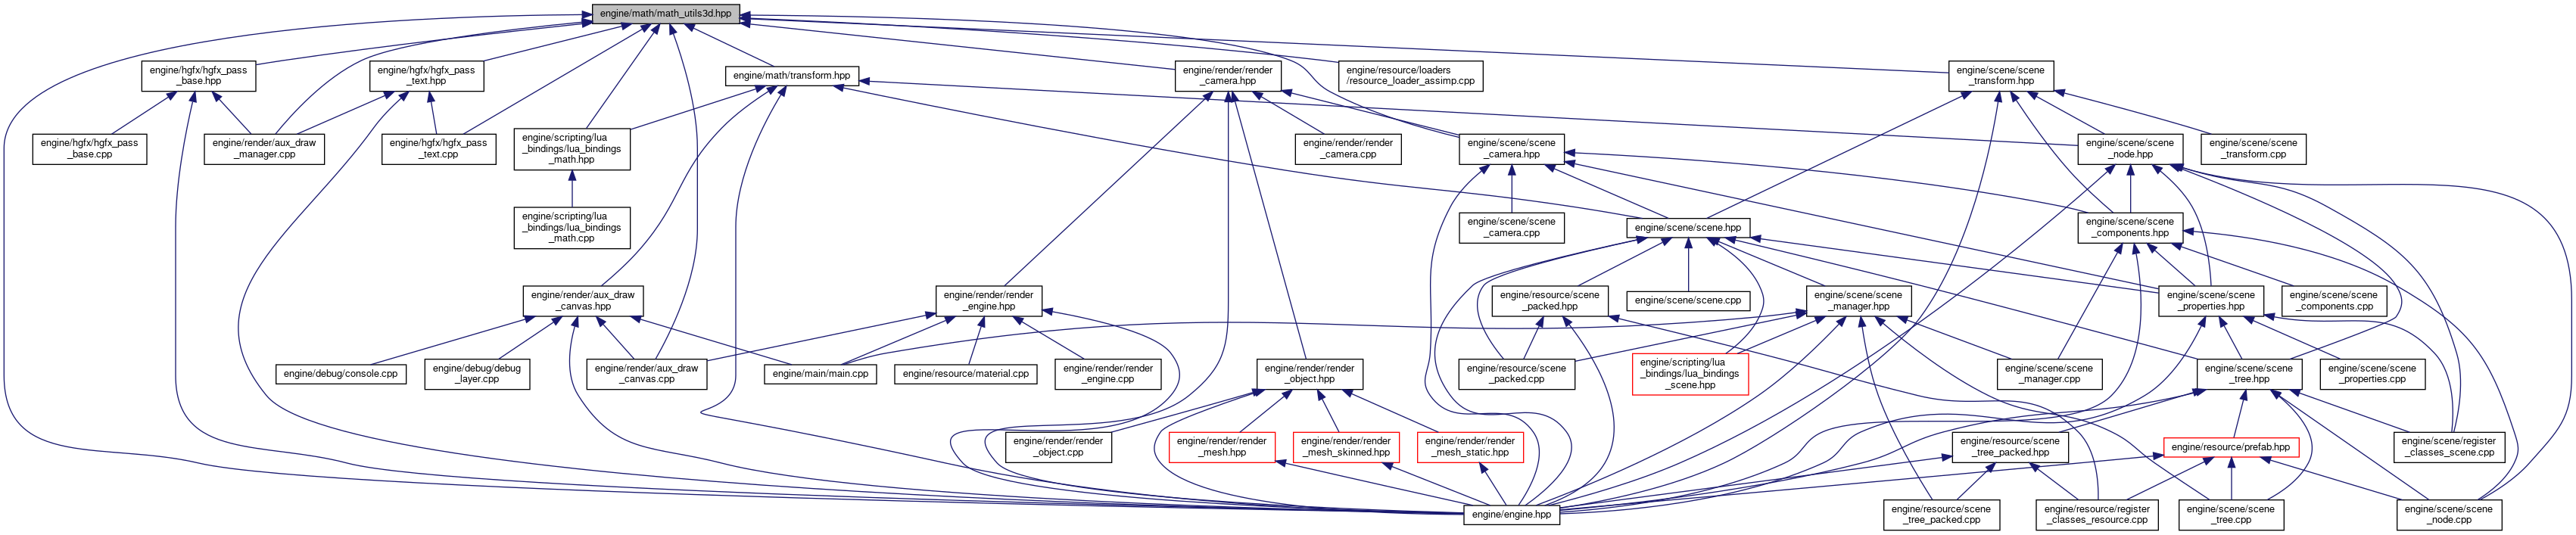 engine/math/math_utils3d.hpp
engine/hgfx/hgfx_pass
_base.hpp
engine/hgfx/hgfx_pass
_text.hpp
engine/math/transform.hpp
engine/render/render
_camera.hpp
engine/resource/loaders
/resource_loader_assimp.cpp
engine/scene/scene
_transform.hpp
engine/hgfx/hgfx_pass
_base.cpp
engine/render/aux_draw
_manager.cpp
engine/hgfx/hgfx_pass
_text.cpp
engine/scripting/lua
_bindings/lua_bindings
_math.hpp
engine/render/render
_camera.cpp
engine/scene/scene
_camera.hpp
engine/scene/scene
_node.hpp
engine/scene/scene
_transform.cpp
engine/scripting/lua
_bindings/lua_bindings
_math.cpp
engine/scene/scene
_camera.cpp
engine/scene/scene.hpp
engine/scene/scene
_components.hpp
engine/render/aux_draw
_canvas.hpp
engine/render/render
_engine.hpp
engine/resource/scene
_packed.hpp
engine/scene/scene.cpp
engine/scene/scene
_manager.hpp
engine/scene/scene
_properties.hpp
engine/scene/scene
_components.cpp
engine/debug/console.cpp
engine/debug/debug
_layer.cpp
engine/render/aux_draw
_canvas.cpp
engine/main/main.cpp
engine/resource/material.cpp
engine/render/render
_engine.cpp
engine/render/render
_object.hpp
engine/resource/scene
_packed.cpp
engine/scripting/lua
_bindings/lua_bindings
_scene.hpp
engine/scene/scene
_manager.cpp
engine/scene/scene
_tree.hpp
engine/scene/scene
_properties.cpp
engine/render/render
_object.cpp
engine/render/render
_mesh.hpp
engine/render/render
_mesh_skinned.hpp
engine/render/render
_mesh_static.hpp
engine/resource/scene
_tree_packed.hpp
engine/resource/prefab.hpp
engine/scene/register
_classes_scene.cpp
engine/engine.hpp
engine/resource/scene
_tree_packed.cpp
engine/resource/register
_classes_resource.cpp
engine/scene/scene
_tree.cpp
engine/scene/scene
_node.cpp